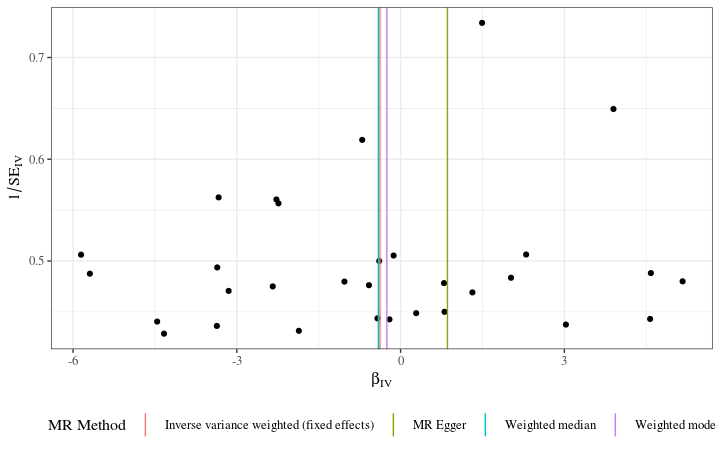 0.7
0.6
0.5
1/SE_IV
-6 -3 0 3
β_IV
MR Method Inverse variance weighted (fixed effects) MR Egger Weighted median Weighted mode